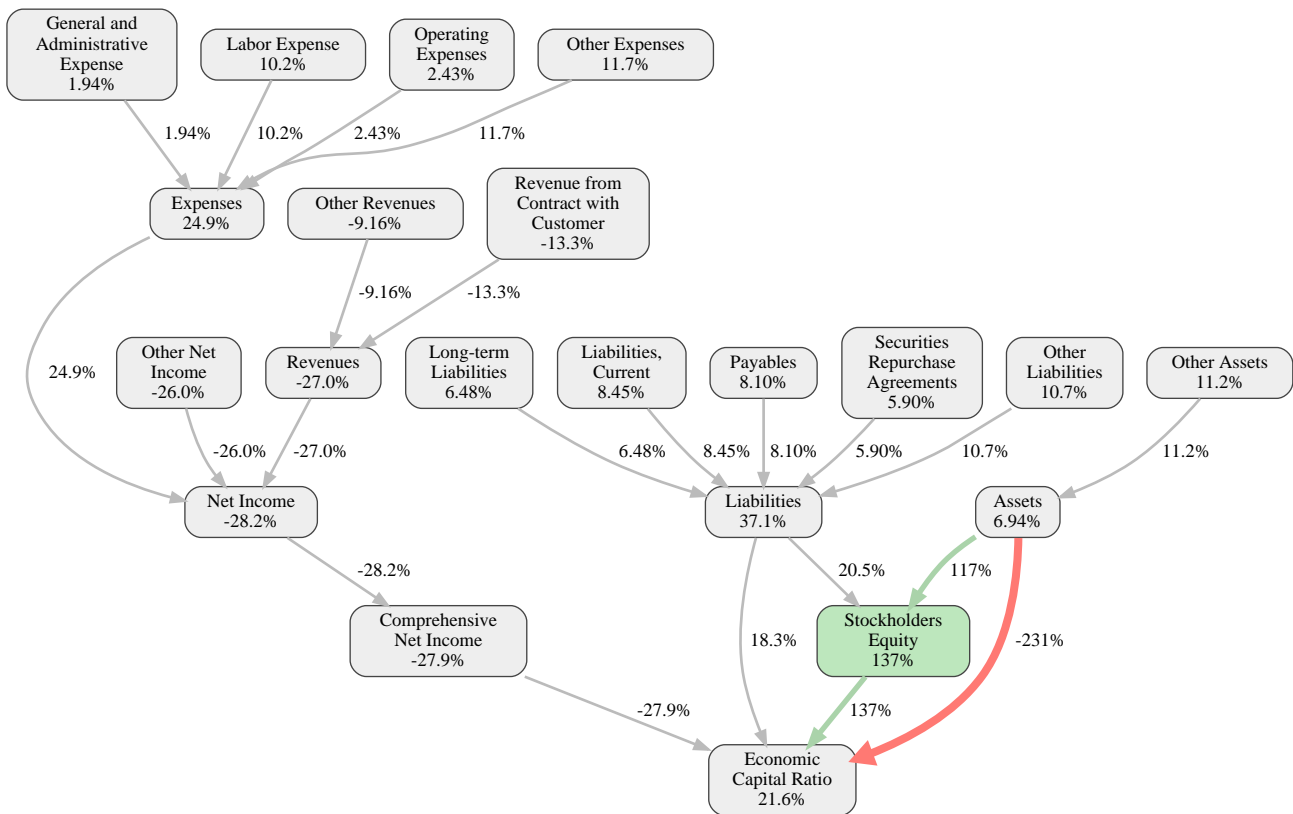 General and
Administrative
Expense
1.94%
Labor Expense
10.2%
Operating
Expenses
2.43%
Other Expenses
11.7%
1.94%
10.2%
2.43%
11.7%
Expenses
24.9%
Other Revenues
-9.16%
Revenue from
Contract with
Customer
-13.3%
-9.16%
-13.3%
24.9%
Other Net
Income
-26.0%
Revenues
-27.0%
Long-term
Liabilities
6.48%
Liabilities,
Current
8.45%
Payables
8.10%
Securities
Repurchase
Agreements
5.90%
Other
Liabilities
10.7%
Other Assets
11.2%
-26.0%
-27.0%
6.48%
8.45%
8.10%
5.90%
10.7%
11.2%
Net Income
-28.2%
Liabilities
37.1%
Assets
6.94%
-28.2%
20.5%
117%
Comprehensive
Net Income
-27.9%
18.3%
Stockholders
Equity
137%
-231%
-27.9%
137%
Economic
Capital Ratio
21.6%